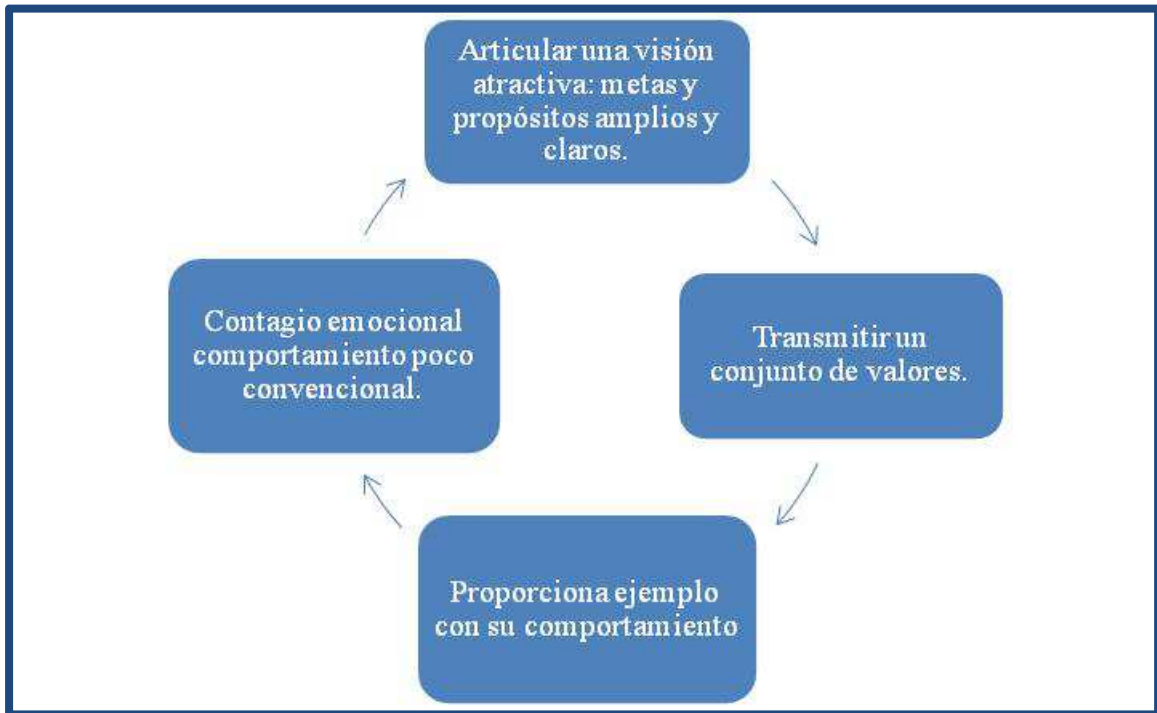 Articular una visión
atractiva: metas y
propósitos amplios y
claros.
Transmitir un
conjunto de valores.
Proporciona ejemplo
con su comportamiento
Contagio emocional
comportamiento poco
convencional.